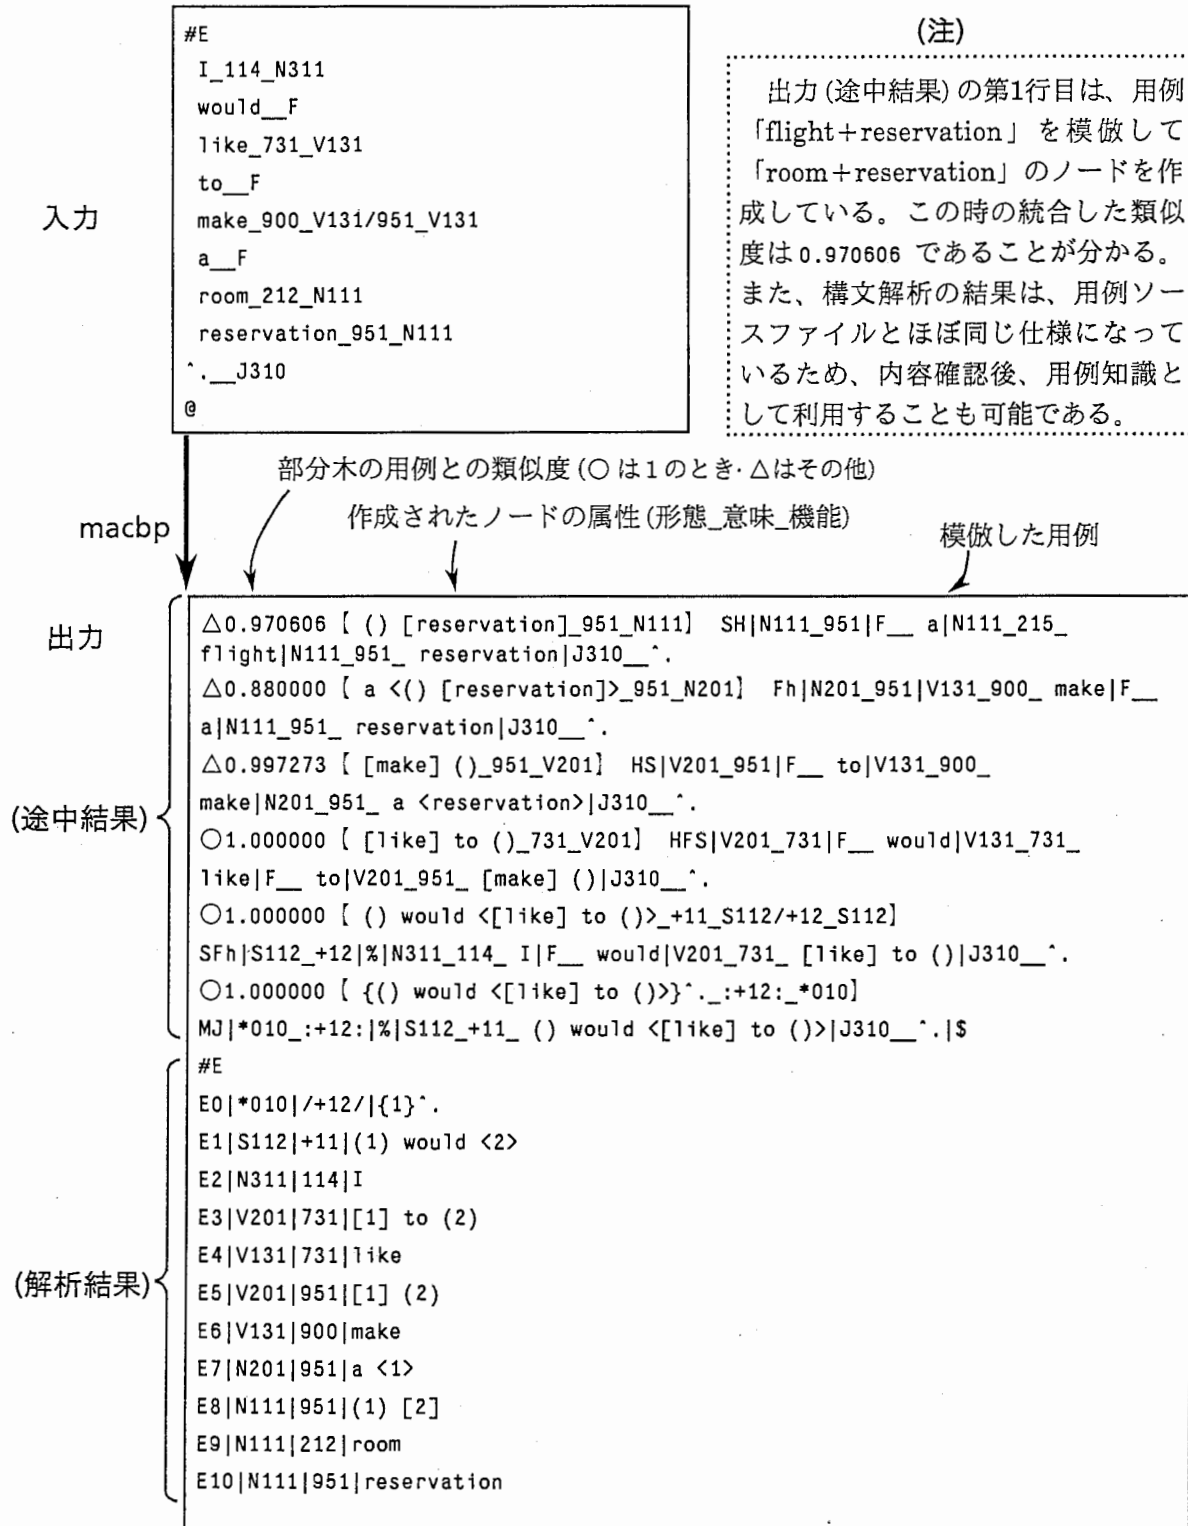 #E
I_114_N311
would__F
like_731_V131
to__F
入力
make_900_V131/951_V131
a__F
room_212_N111
reservation_951_N111
^.__J310
@
(注)
出力(途中結果)の第1行目は、用例
「flight+reservation」を模倣して
「room+reservation」のノードを作
成している。この時の統合した類似
度は0.970606 であることが分かる。
また、構文解析の結果は、用例ソー
スファイルとほぼ同じ仕様になって
いるため、内容確認後、用例知識と
して利用することも可能である。
部分木の用例との類似度(○は1のとき・△はその他)
macbp
作成されたノードの属性(形態_意味_機能)
模倣した用例
出力
(途中結果)
△0.970606【 () [reservation]_951_N111】 SH|N111_951|F__ a|N111_215_
flight|N111_951_ reservation|J310__^.
△0.880000【 a <() [reservation]>_951_N201】 Fh|N201_951|V131_900_ make|F__
a|N111_951_ reservation|J310__^.
△0.997273【 [make] ()_951_V201】 HS|V201_951|F__ to|V131_900_
make|N201_951_ a <reservation>|J310__^.
○1.000000【 [like] to ()_731_V201】 HFS|V201_731|F__ would|V131_731_
like|F__ to|V201_951_ [make] ()|J310__^.
○1.000000【 () would <[like] to ()>_+11_S112/+12_S112】
SFh|S112_+12|%|N311_114_ I|F__ would|V201_731_ [like] to ()|J310__^.
○1.000000【 {() would <[like] to ()>}^._:+12:_*010】
MJ|*010_:+12:|%|S112_+11_ () would <[like] to ()>|J310__^.|$
(解析結果)
#E
E0|*010|/+12/|{1}^.
E1|S112|+11|(1) would <2>
E2|N311|114|I
E3|V201|731|[1] to (2)
E4|V131|731|like
E5|V201|951|[1] (2)
E6|V131|900|make
E7|N201|951|a <1>
E8|N111|951|(1) [2]
E9|N111|212|room
E10|N111|951|reservation